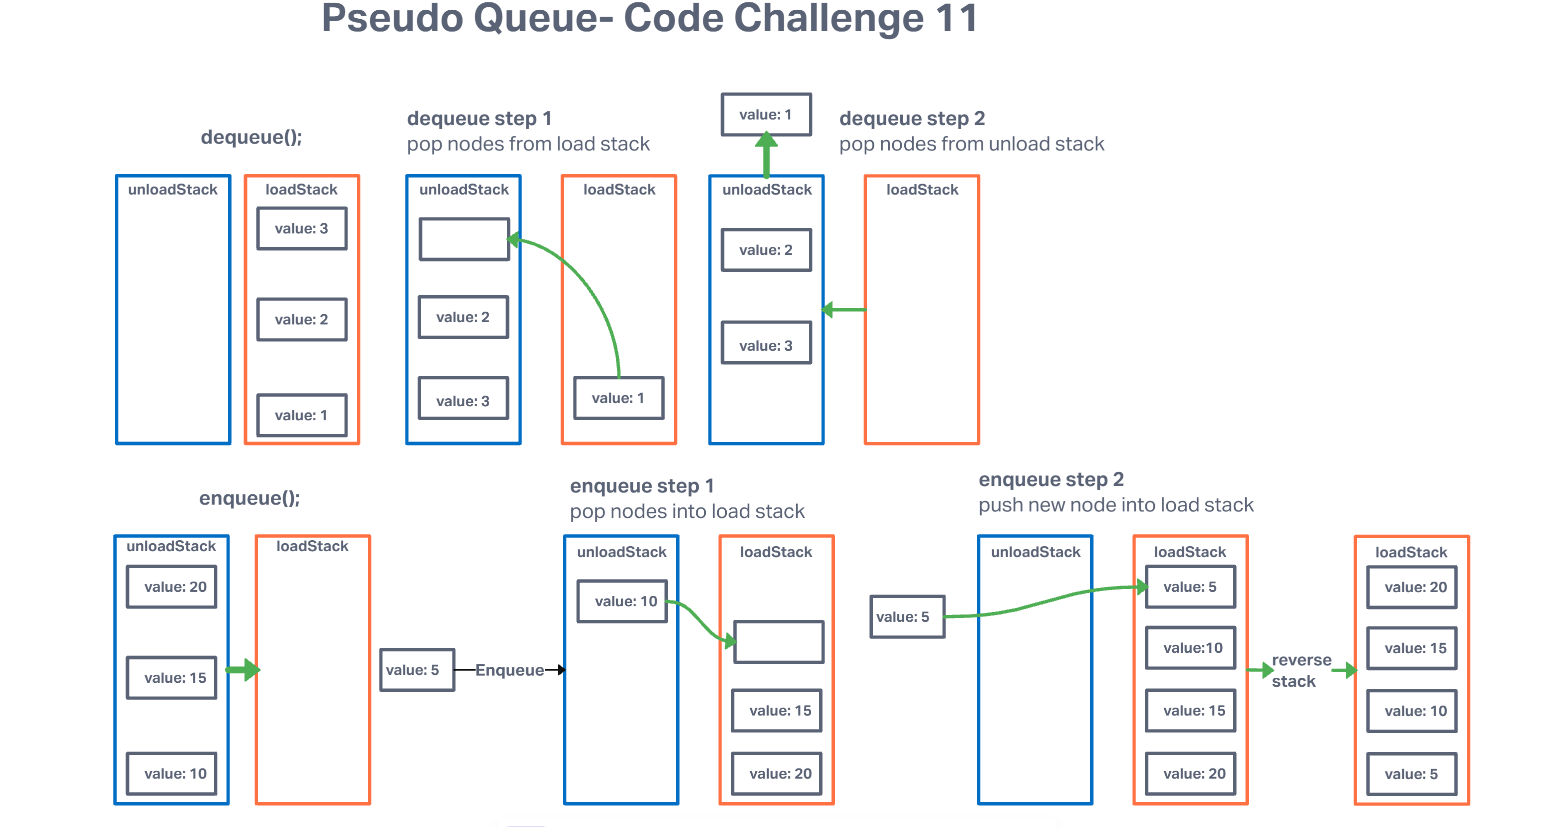 Pseudo Queue- Code Challenge 11
dequeue();
unloadStack
loadStack
value: 3
value: 2
value: 1
dequeue step 1
pop nodes from load stack
unloadStack
loadStack
value: 2
value: 3
value: 1
value: 1
dequeue step 2
pop nodes from unload stack
unloadStack
loadStack
value: 2
value: 3
enqueue();
unloadStack
loadStack
value: 20
value: 15
value: 10
value: 5
Enqueue
enqueue step 1
pop nodes into load stack
unloadStack
loadStack
value: 10
value: 15
value: 20
enqueue step 2
push new node into load stack
value: 5
unloadStack
loadStack
value: 5
value:10
value: 15
value: 20
reverse
stack
loadStack
value: 20
value: 15
value: 10
value: 5